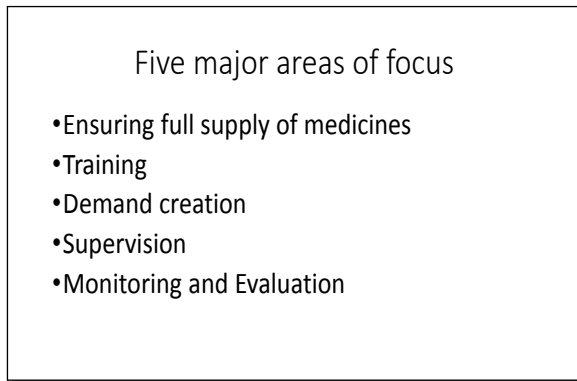 Five major areas of focus
•Ensuring full supply of medicines
•Training
•Demand creation
•Supervision
•Monitoring and Evaluation